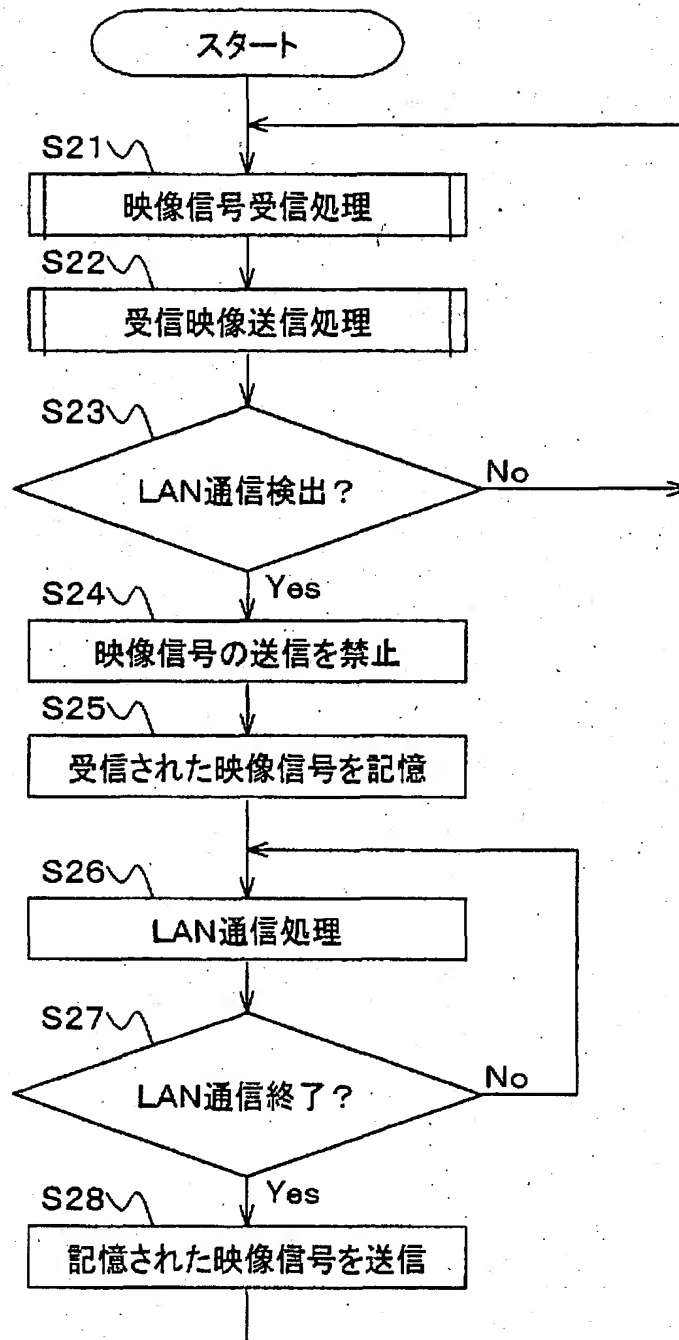 スタート
S21
映像信号受信処理
S22
受信映像送信処理
S23
LAN通信検出？
No
Yes
S24
映像信号の送信を禁止
S25
受信された映像信号を記憶
S26
LAN通信処理
S27
LAN通信終了？
No
Yes
S28
記憶された映像信号を送信